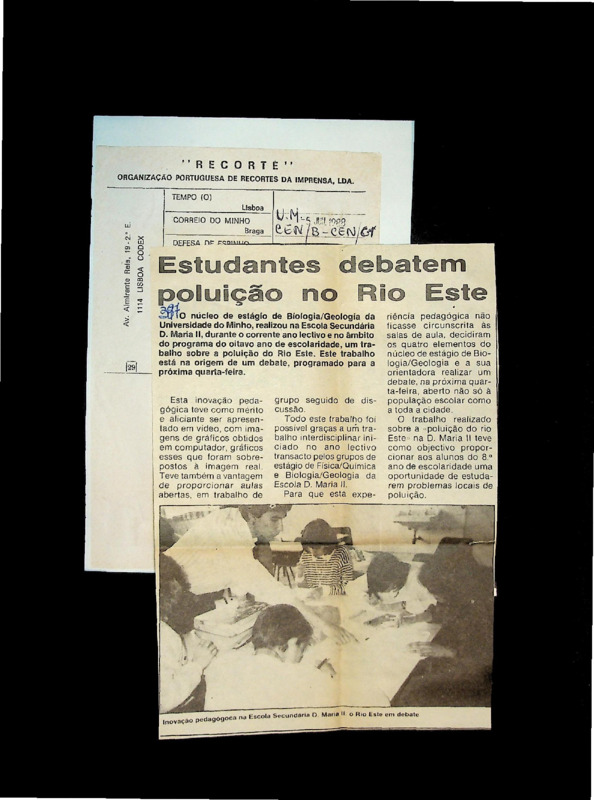 "RECORTE"
ORGANIZAÇÃO PORTUGUESA DE RECORTES DA IMPRENSA, LDA.
TEMPO (O)
Lisboa
CORREIO DO MINHO
Braga
DEFESA DE ESPINHO
U.M-5 JUL 1989
CEN/B-CEN/GT
Av. Almirante Reis, 19-2.º E.
1114 LISBOA CODEX
29
Estudantes debatem
poluição no Rio Este
387
O núcleo de estágio de Biologia/Geologia da
Universidade do Minho, realizou na Escola Secundária
D. Maria II, durante o corrente ano lectivo e no âmbito
do programa do oitavo ano de escolaridade, um tra-
balho sobre a poluição do Rio Este. Este trabalho
está na origem de um debate, programado para a
próxima quarta-feira.
Esta inovação peda-
gógica teve como mérito
e aliciante ser apresen-
tado em vídeo, com ima-
gens de gráficos obtidos
em computador, gráficos
esses que foram sobre-
postos à imagem real.
Teve também a vantagem
de proporcionar aulas
abertas, em trabalho de
grupo seguido de dis-
cussão.
Todo este trabalho foi
possível graças a um tra-
balho interdisciplinar ini-
ciado no ano lectivo
transacto pelos grupos de
estágio de Física/Química
e Biologia/Geologia da
Escola D. Maria II.
Para que esta expe-
riência pedagógica não
ficasse circunscrita às
salas de aula, decidiram
os quatro elementos do
núcleo de estágio de Bio-
logia/Geologia e a sua
orientadora realizar um
debate, na próxima quar-
ta-feira, aberto não só à
população escolar como
a toda a cidade.
O trabalho realizado
sobre a «poluição do rio
Este» na D. Maria II teve
como objectivo propor-
cionar aos alunos do 8.º
ano de escolaridade uma
oportunidade de estuda-
rem problemas locais de
poluição.
Inovação pedagógoca na Escola Secundária D. Maria II: o Rio Este em debate